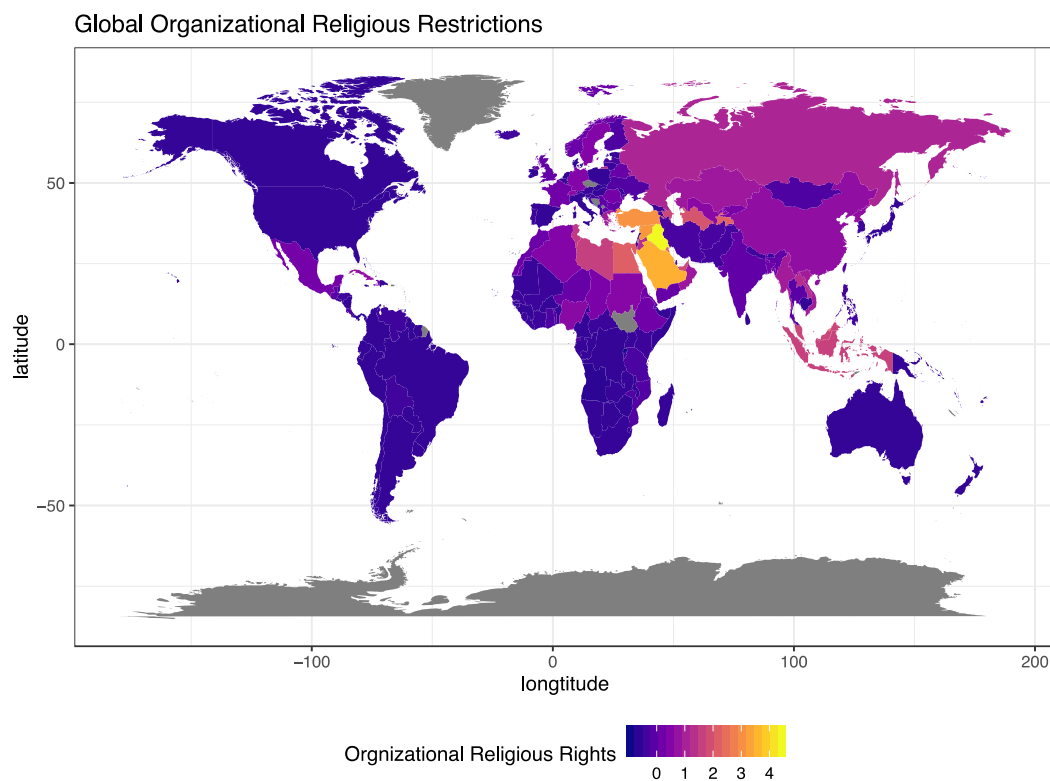 Global Organizational Religious Restrictions
50
0
−50
latitude
−100 0 100 200
longtitude
Orgnizational Religious Rights
0 1 2 3 4